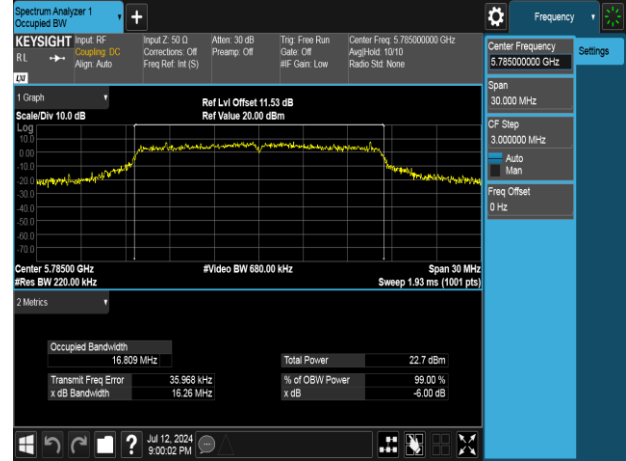 Spectrum Analyzer 1
Occupied BW
+
Frequency
KEYSIGHT
RL
LXI
Input: RF
Coupling: DC
Align: Auto
Input Z: 50 Ω
Corrections: Off
Freq Ref: Int (S)
Atten: 30 dB
Preamp: Off
Trig: Free Run
Gate: Off
#IF Gain: Low
Center Freq: 5.785000000 GHz
Avg|Hold: 10/10
Radio Std: None
Center Frequency
5.785000000 GHz
Settings
Span
30.000 MHz
CF Step
3.000000 MHz
Auto
Man
Freq Offset
0 Hz
1 Graph
Scale/Div 10.0 dB
Ref Lvl Offset 11.53 dB
Ref Value 20.00 dBm
Log
10.0
0.00
-10.0
-20.0
-30.0
-40.0
-50.0
-60.0
-70.0
Center 5.78500 GHz
#Video BW 680.00 kHz
Span 30 MHz
#Res BW 220.00 kHz
Sweep 1.93 ms (1001 pts)
2 Metrics
Occupied Bandwidth
16.809 MHz
Total Power 22.7 dBm
Transmit Freq Error 35.968 kHz
% of OBW Power 99.00 %
x dB Bandwidth 16.26 MHz
x dB -6.00 dB
?
Jul 12, 2024
9:00:02 PM